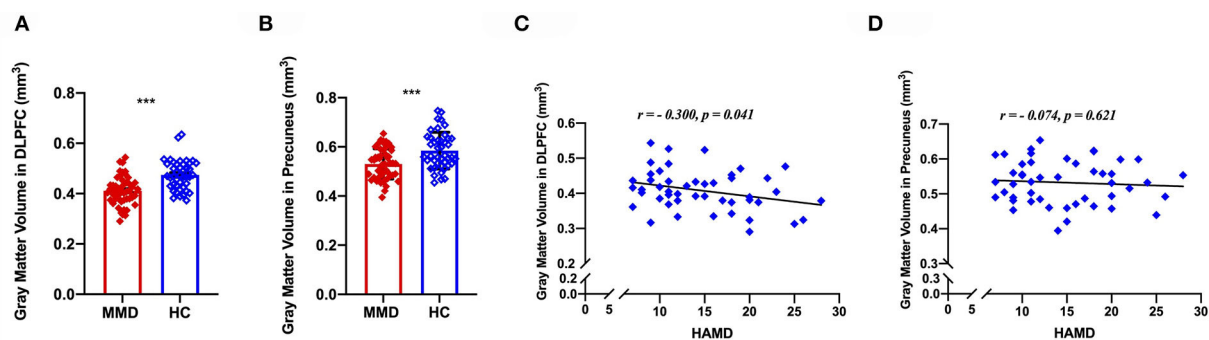 A
Gray Matter Volume in DLPFC (mm³)
0.8
0.6
0.4
0.2
0.0
***
MMD
HC
B
Gray Matter Volume in Precuneus (mm³)
0.8
0.6
0.4
0.2
0.0
***
MMD
HC
C
Gray Matter Volume in DLPFC (mm³)
r = - 0.300, p = 0.041
0.6
0.5
0.4
0.3
0.2
0.2
0.0
0
5
10
15
20
25
30
HAMD
D
Gray Matter Volume in Precuneus (mm³)
r = - 0.074, p = 0.621
0.7
0.6
0.5
0.4
0.3
0.3
0.0
0
5
10
15
20
25
30
HAMD